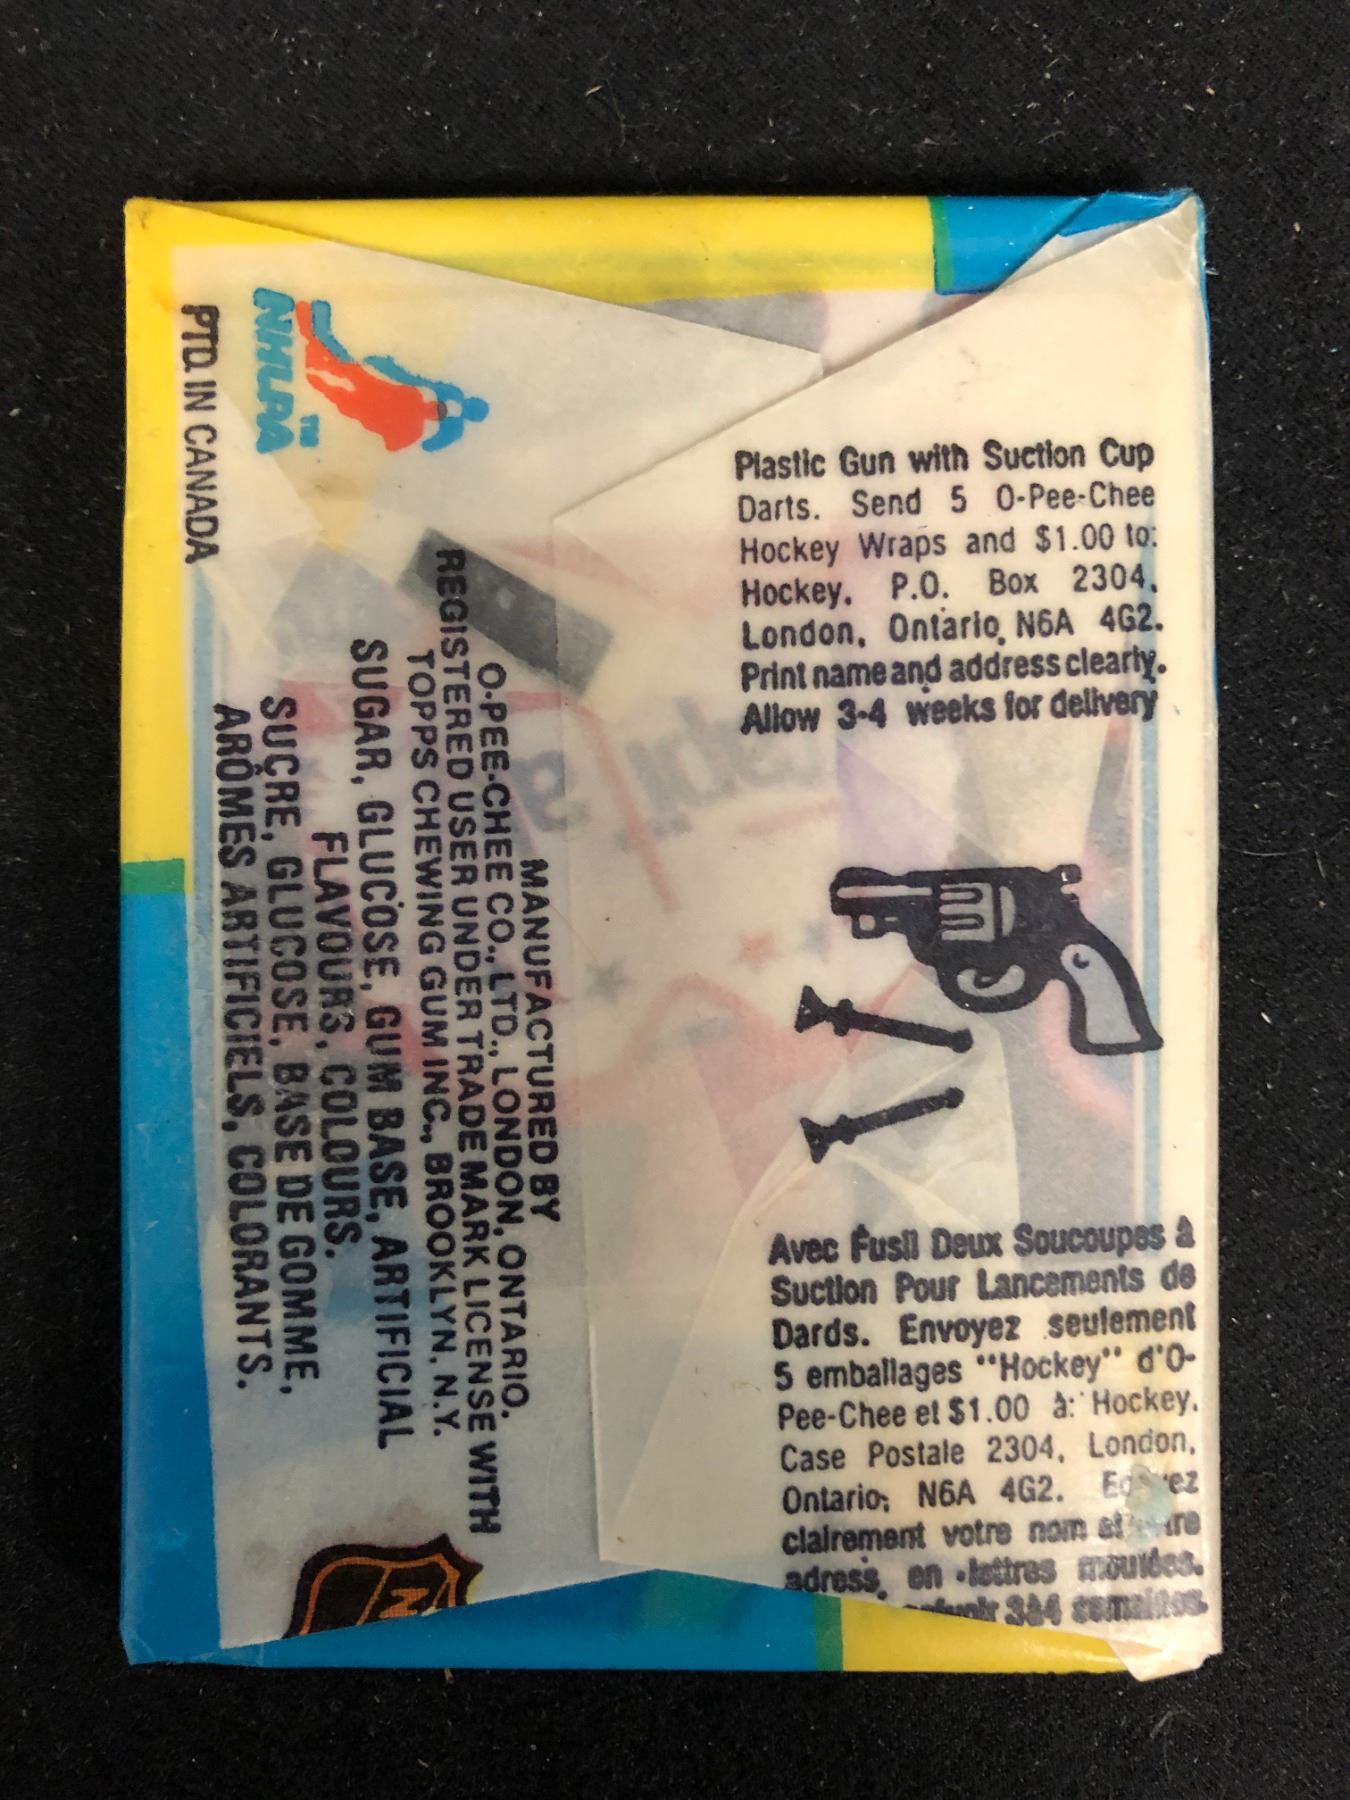 Plastic Gun with Suction Cup
Darts. Send 5 O-Pee-Chee
Hockey Wraps and $1.00 to:
Hockey, P.O. Box 2304,
London, Ontario, N6A 4G2.
Print name and address clearly.
Allow 3-4 weeks for delivery
Avec Fusil Deux Soucoupes à
Suction Pour Lancements de
Dards. Envoyez seulement
5 emballages "Hockey" d'O-
Pee-Chee et $1.00 à: Hockey,
Case Postale 2304, London,
Ontario, N6A 4G2.
clairement votre nom et
adress, en lettres moulées.
3à4 semaines.
NHLPA TM
PTD. IN CANADA
MANUFACTURED BY
O-PEE-CHEE CO., LTD., LONDON, ONTARIO.
REGISTERED USER UNDER TRADE MARK LICENSE WITH
TOPPS CHEWING GUM INC., BROOKLYN, N.Y.
SUGAR, GLUCOSE, GUM BASE, ARTIFICIAL
FLAVOURS, COLOURS.
SUCRE, GLUCOSE, BASE DE GOMME,
ARÔMES ARTIFICIELS, COLORANTS.